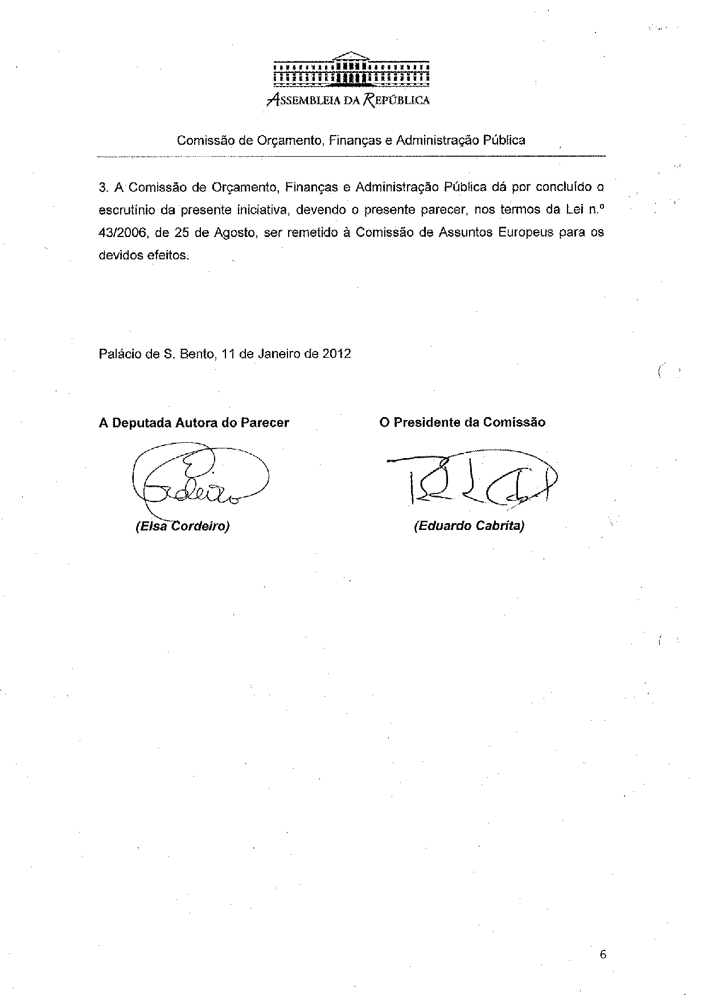 ASSEMBLEIA DA REPÚBLICA
Comissão de Orçamento, Finanças e Administração Pública
3. A Comissão de Orçamento, Finanças e Administração Pública dá por concluído o
escrutínio da presente iniciativa, devendo o presente parecer, nos termos da Lei n.º
43/2006, de 25 de Agosto, ser remetido à Comissão de Assuntos Europeus para os
devidos efeitos.
Palácio de S. Bento, 11 de Janeiro de 2012
A Deputada Autora do Parecer
O Presidente da Comissão
(Elsa Cordeiro)
(Eduardo Cabrita)
6